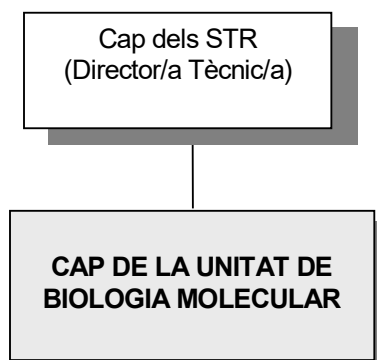 Cap dels STR
(Director/a Tècnic/a)
CAP DE LA UNITAT DE
BIOLOGIA MOLECULAR